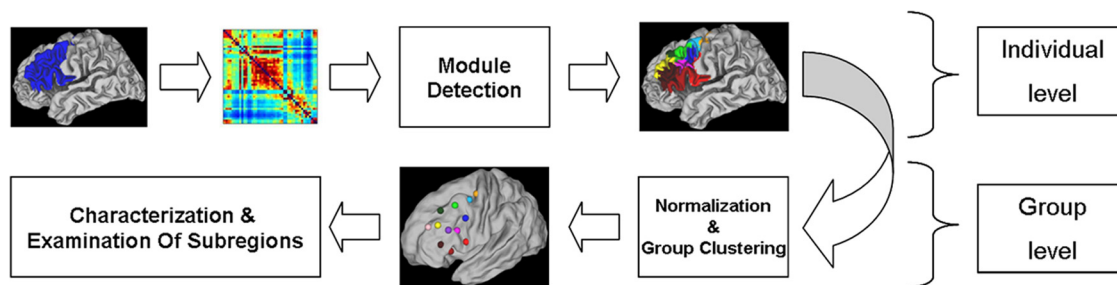 Module
Detection
Individual
level
Characterization &
Examination Of Subregions
Normalization
&
Group Clustering
Group
level